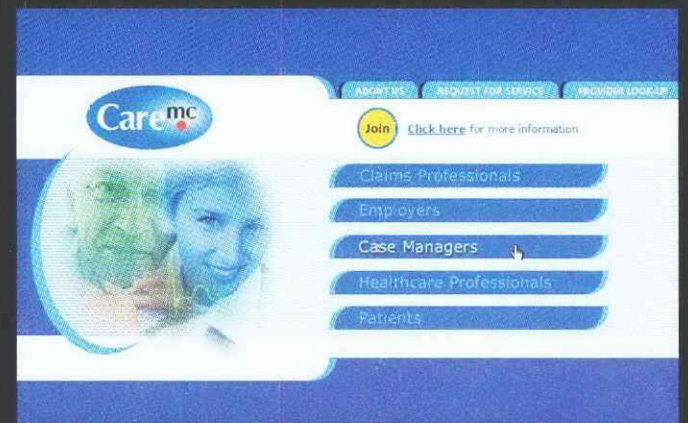 ABOUT US REQUEST FOR SERVICE PROVIDER LOOK-UP
Care mc
Join Click here for more information
Claims Professionals
Employers
Case Managers
Healthcare Professionals
Patients